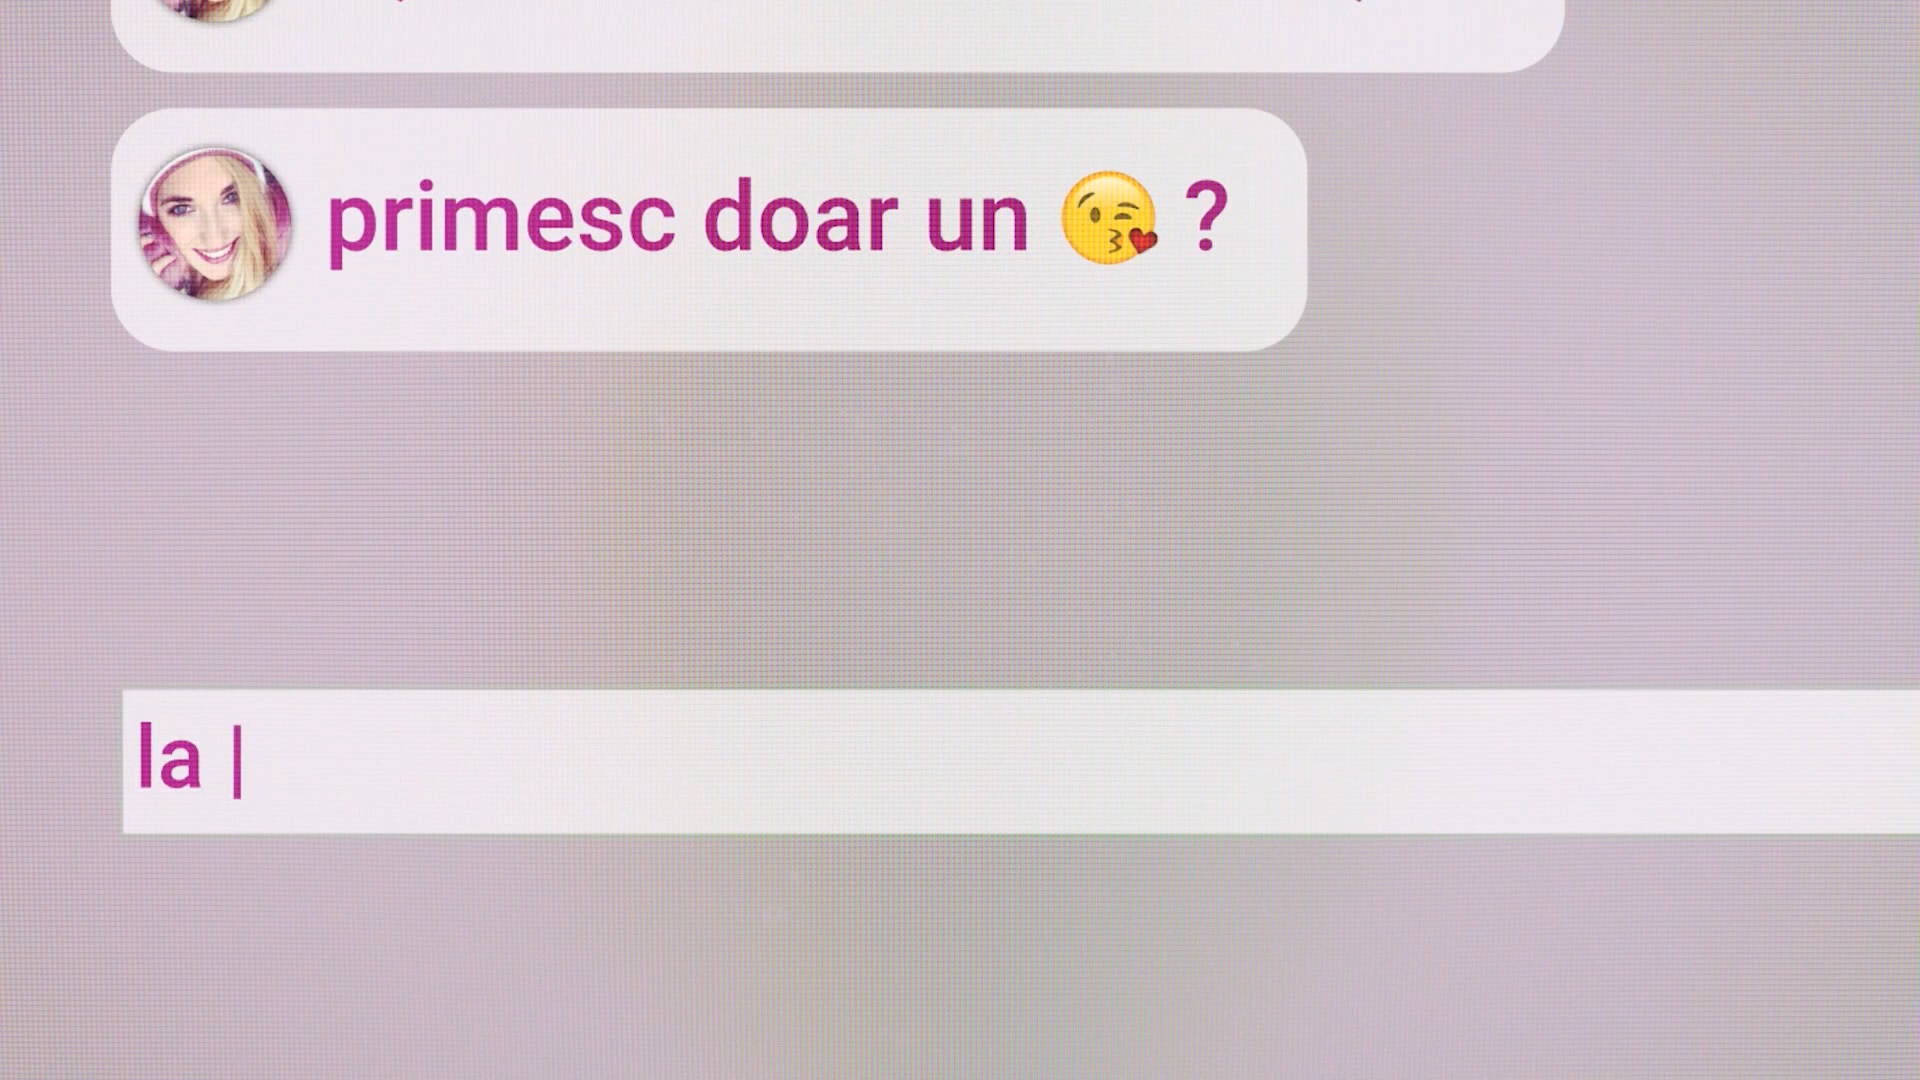 primesc doar un 😘 ?
la |